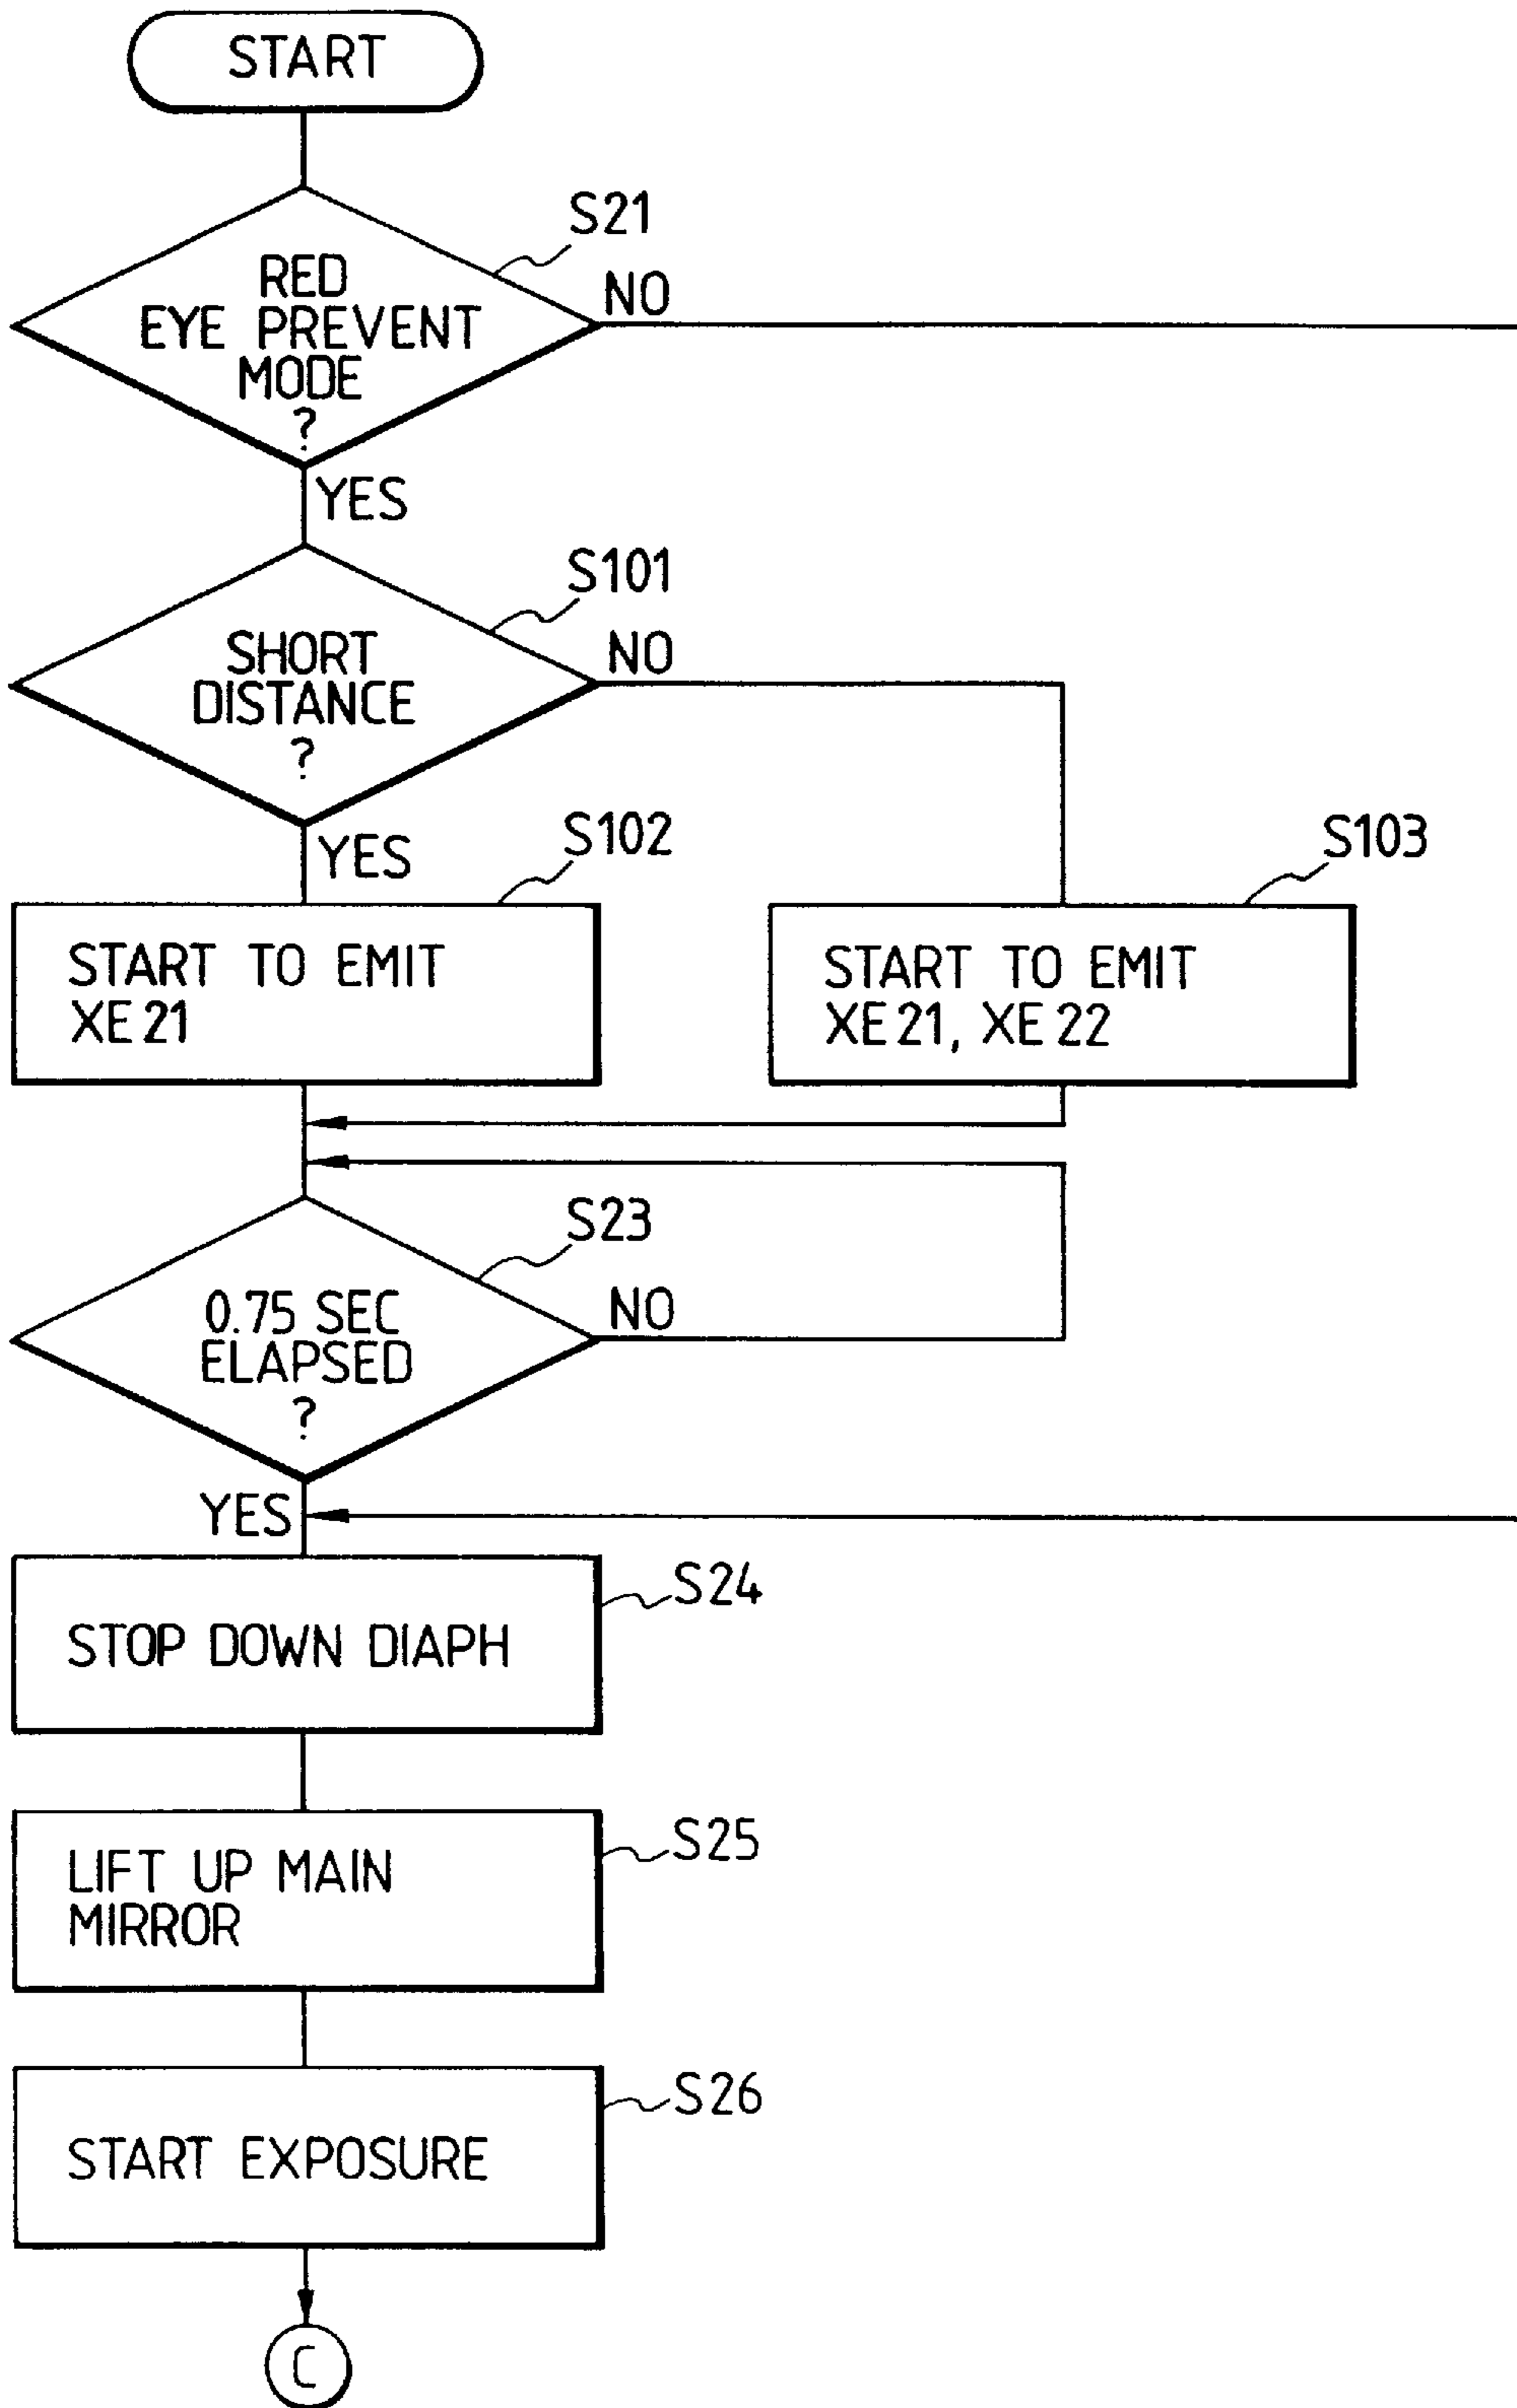 START
S21
RED
EYE PREVENT
MODE
?
NO
YES
S101
SHORT
DISTANCE
?
NO
YES
S102
START TO EMIT
XE21
S103
START TO EMIT
XE21, XE22
S23
0.75 SEC
ELAPSED
?
NO
YES
S24
STOP DOWN DIAPH
S25
LIFT UP MAIN
MIRROR
S26
START EXPOSURE
C